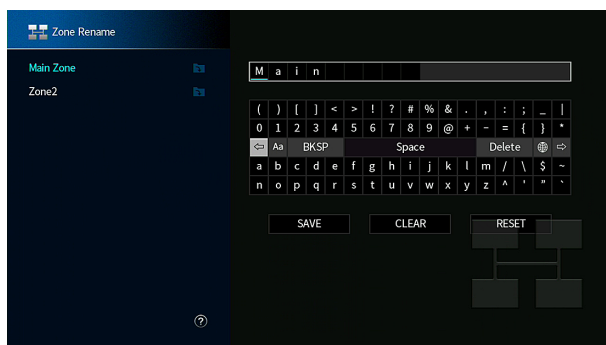 Zone Rename
Main Zone
Zone2
Main
( ) [ ] < > ! ? # % & . , : ; _ |
0 1 2 3 4 5 6 7 8 9 @ + - = { } *
⇦ Aa BKSP Space Delete ⇨
a b c d e f g h i j k l m / \ $ ~
n o p q r s t u v w x y z ^ ' " `
SAVE CLEAR RESET
?